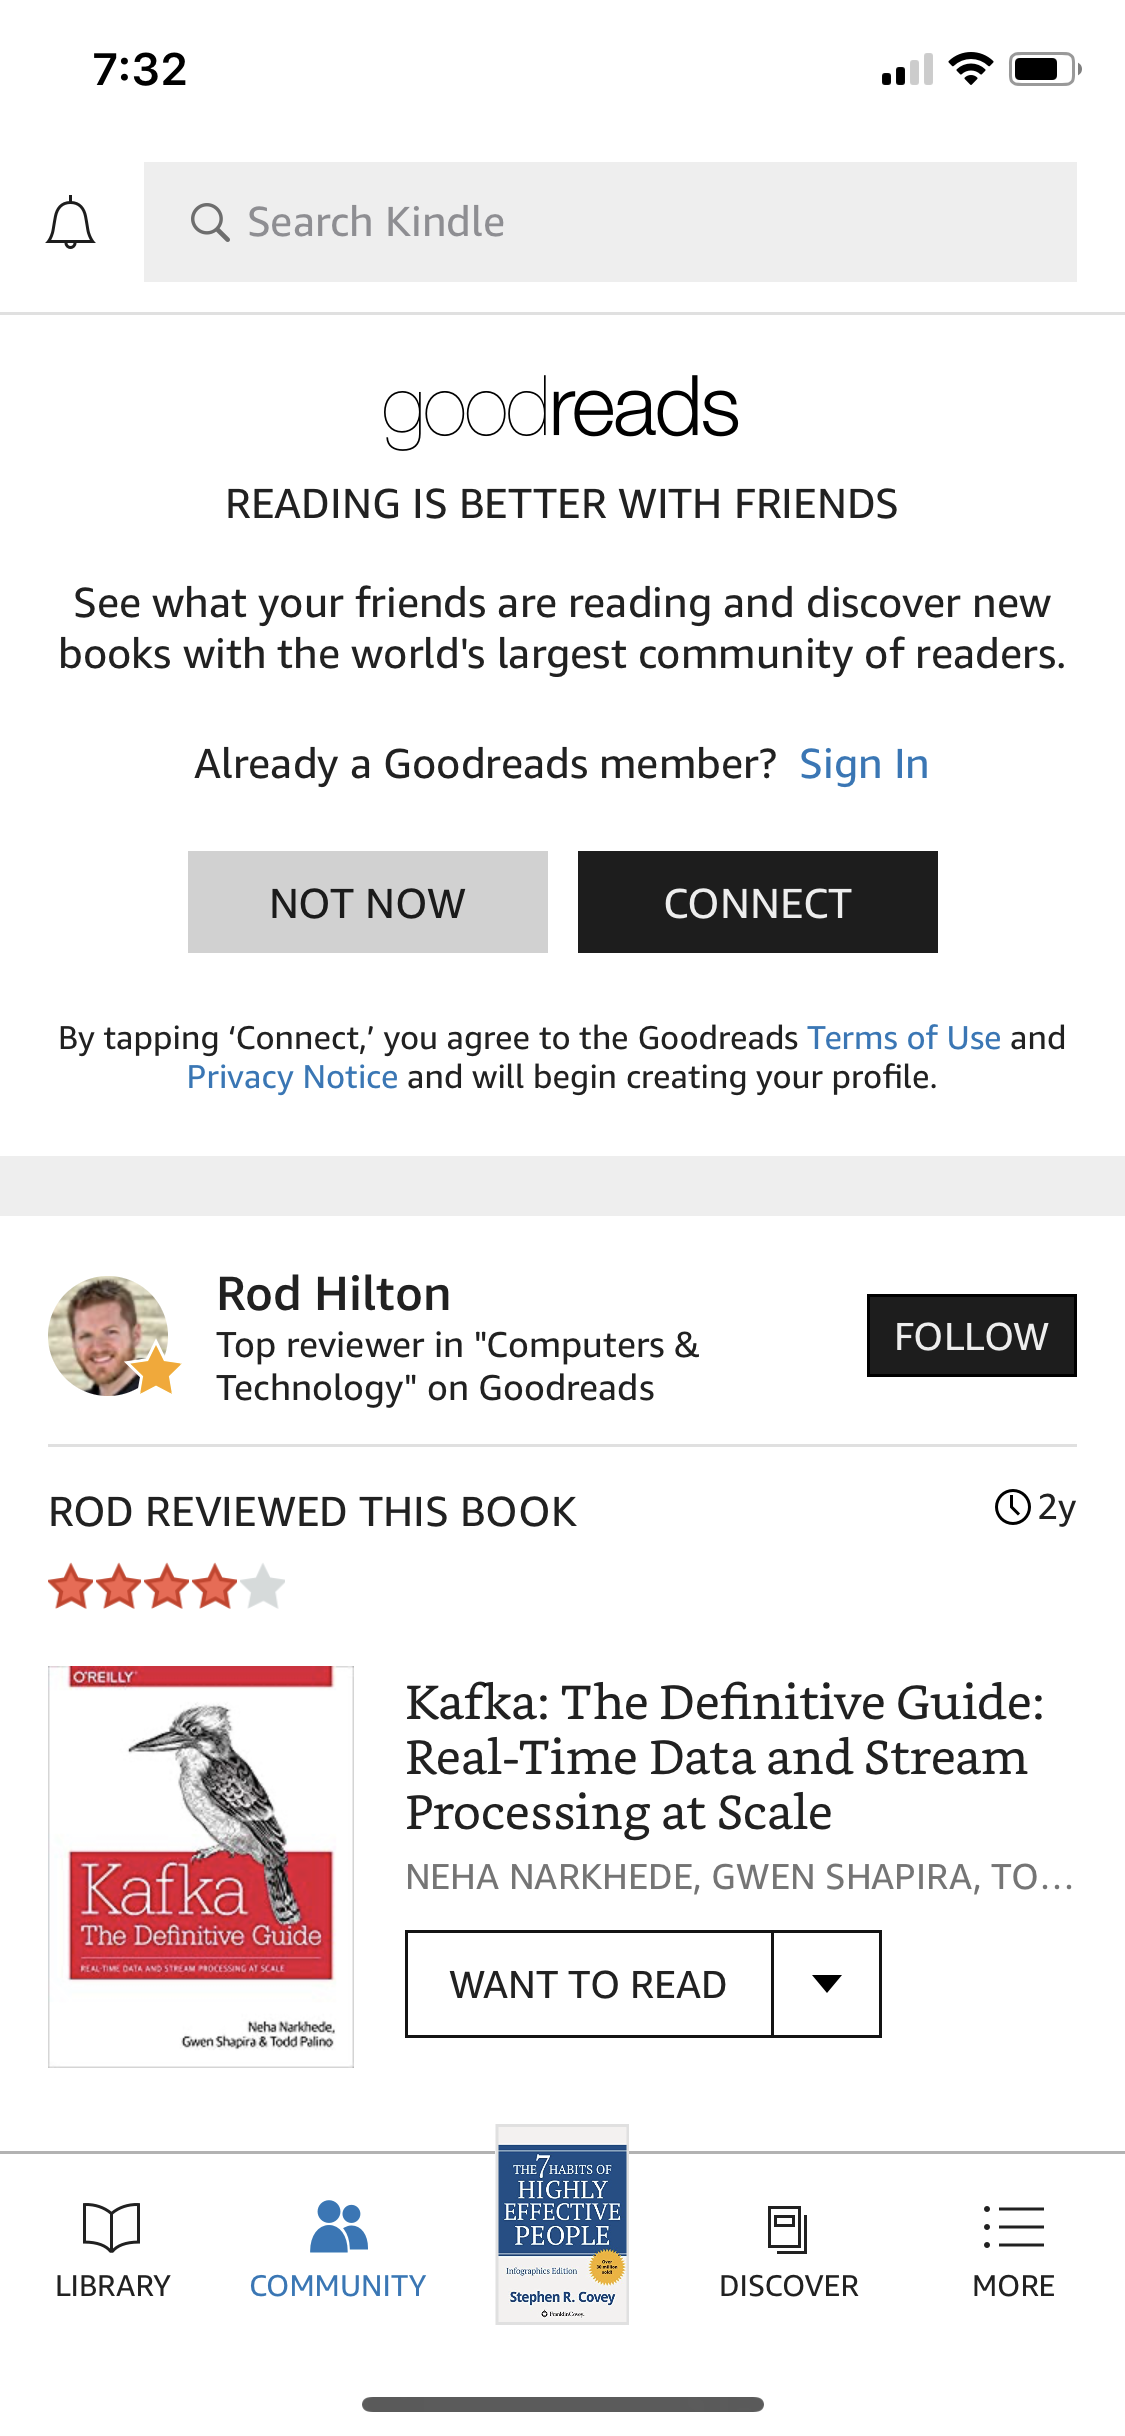 7:32
Search Kindle
goodreads
READING IS BETTER WITH FRIENDS
See what your friends are reading and discover new
books with the world's largest community of readers.
Already a Goodreads member? Sign In
NOT NOW
CONNECT
By tapping ‘Connect,’ you agree to the Goodreads Terms of Use and
Privacy Notice and will begin creating your profile.
Rod Hilton
Top reviewer in "Computers &
Technology" on Goodreads
FOLLOW
ROD REVIEWED THIS BOOK
2y
O'REILLY
Kafka
The Definitive Guide
REAL-TIME DATA AND STREAM PROCESSING AT SCALE
Neha Narkhede,
Gwen Shapira & Todd Palino
Kafka: The Definitive Guide:
Real-Time Data and Stream
Processing at Scale
NEHA NARKHEDE, GWEN SHAPIRA, TO...
WANT TO READ
THE 7 HABITS OF
HIGHLY
EFFECTIVE
PEOPLE
Infographics Edition
Over
30 million
sold!
Stephen R. Covey
FranklinCovey
LIBRARY
COMMUNITY
DISCOVER
MORE